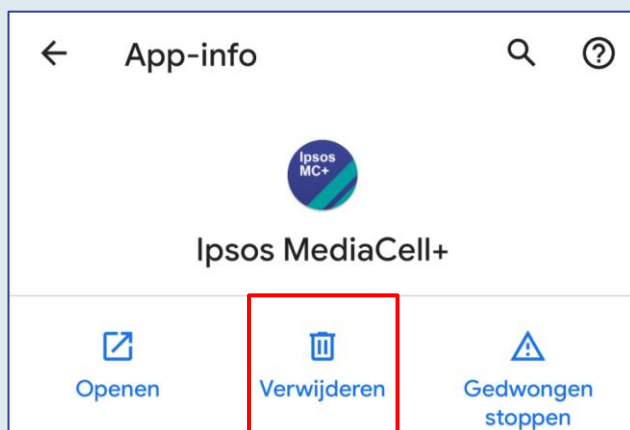 App-info
Ipsos
MC+
Ipsos MediaCell+
Openen
Verwijderen
Gedwongen
stoppen